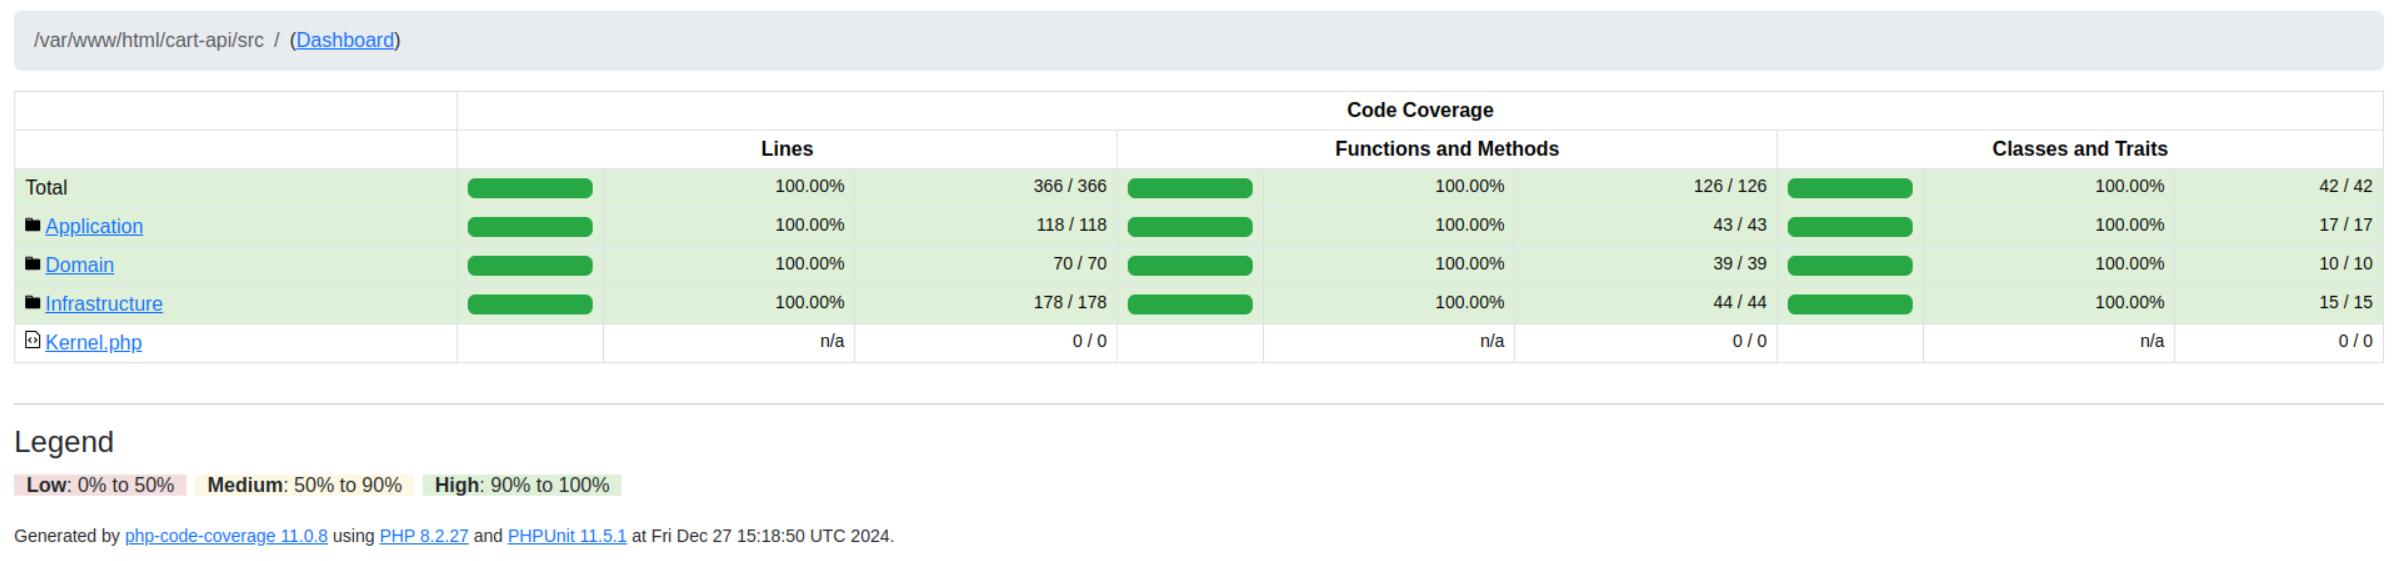 /var/www/html/cart-api/src / (Dashboard)
Code Coverage
Lines Functions and Methods Classes and Traits
Total 100.00% 366 / 366 100.00% 126 / 126 100.00% 42 / 42
Application 100.00% 118 / 118 100.00% 43 / 43 100.00% 17 / 17
Domain 100.00% 70 / 70 100.00% 39 / 39 100.00% 10 / 10
Infrastructure 100.00% 178 / 178 100.00% 44 / 44 100.00% 15 / 15
Kernel.php n/a 0 / 0 n/a 0 / 0 n/a 0 / 0
Legend
Low: 0% to 50% Medium: 50% to 90% High: 90% to 100%
Generated by php-code-coverage 11.0.8 using PHP 8.2.27 and PHPUnit 11.5.1 at Fri Dec 27 15:18:50 UTC 2024.